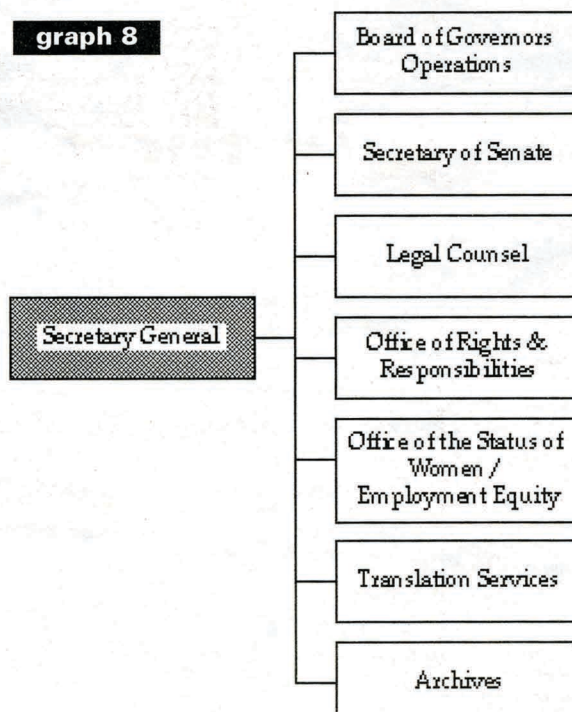 graph 8
Board of Governors
Operations
Secretary of Senate
Legal Counsel
Secretary General
Office of Rights &
Responsibilities
Office of the Status of
Women /
Employment Equity
Translation Services
Archives